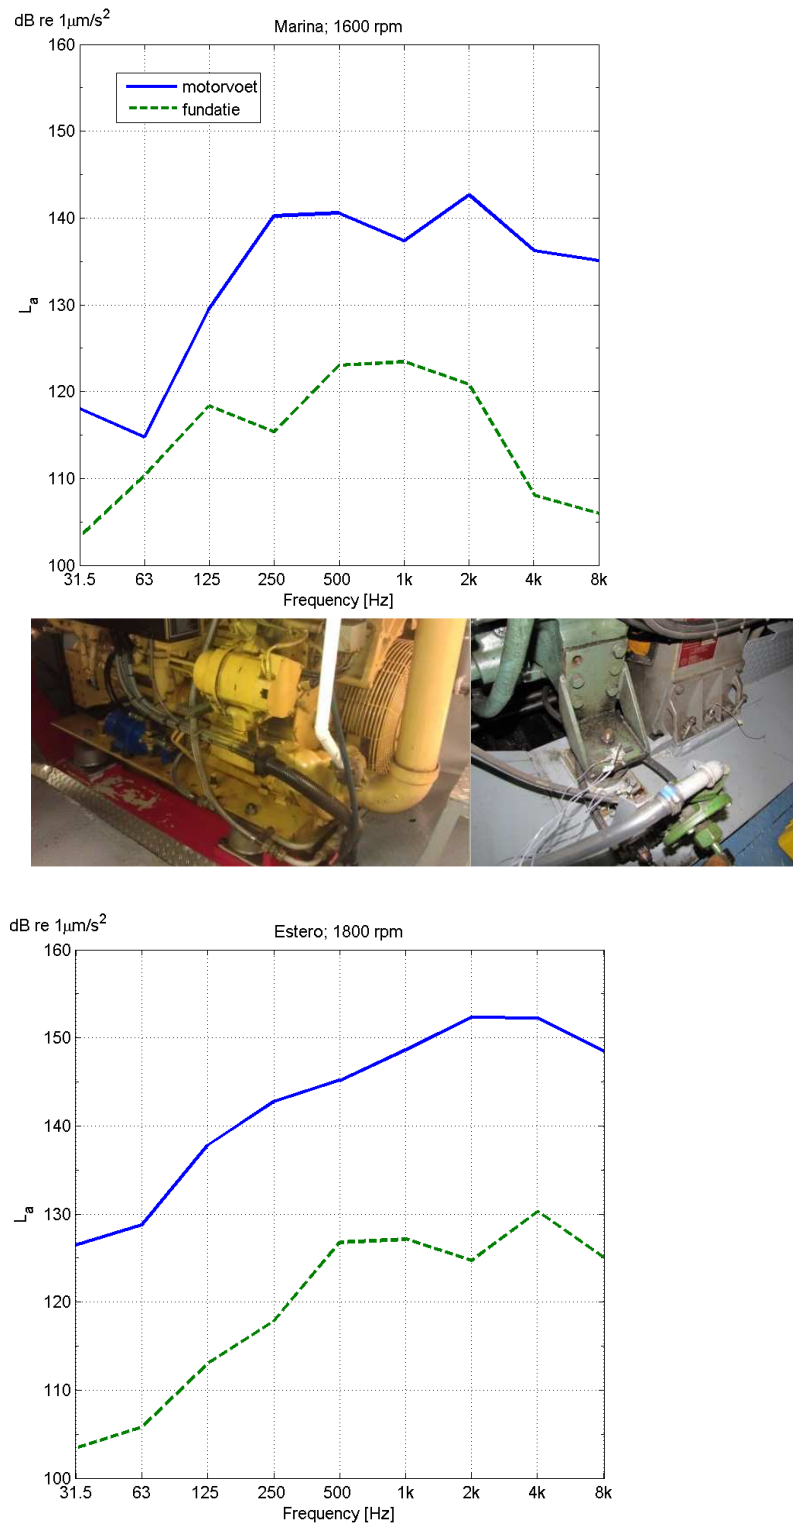 dB re 1μm/s²
Marina; 1600 rpm
160
motorvoet
fundatie
150
140
130
Lₐ
120
110
100
31.5 63 125 250 500 1k 2k 4k 8k
Frequency [Hz]
dB re 1μm/s²
Estero; 1800 rpm
160
150
140
130
Lₐ
120
110
100
31.5 63 125 250 500 1k 2k 4k 8k
Frequency [Hz]